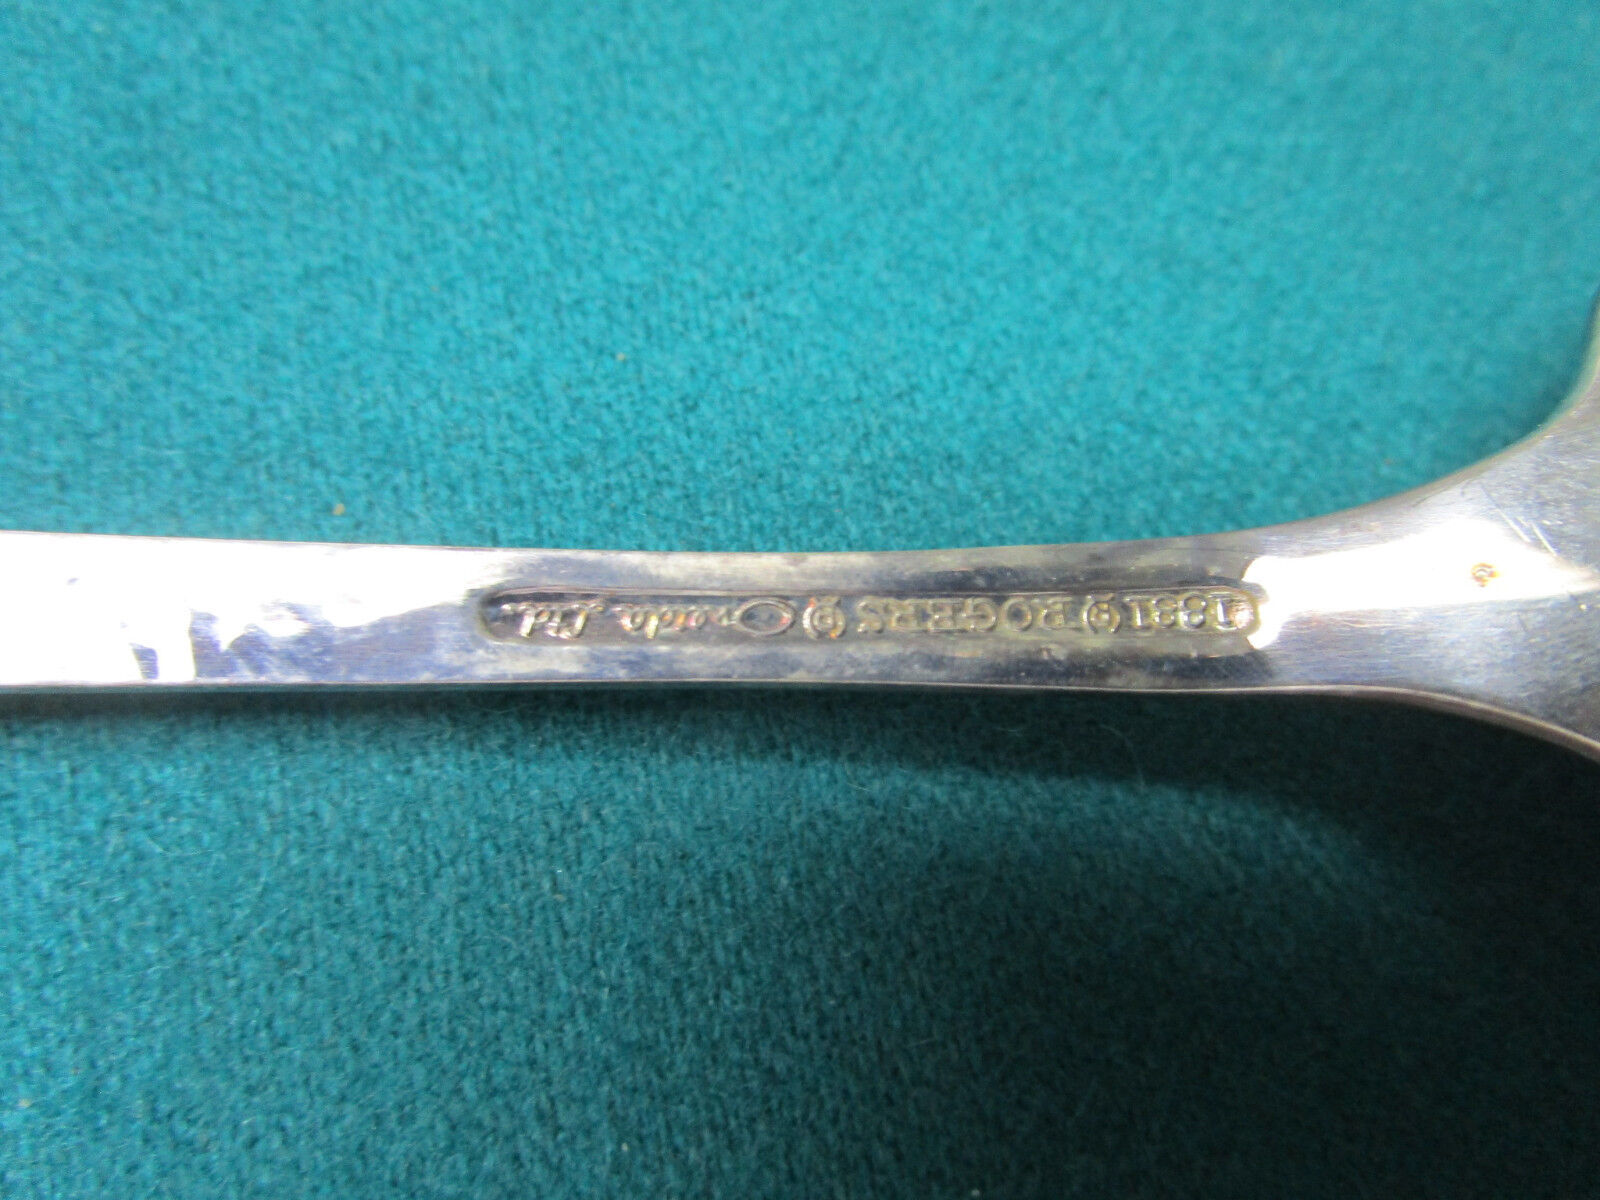 1881 ® ROGERS ® Oneida Ltd.